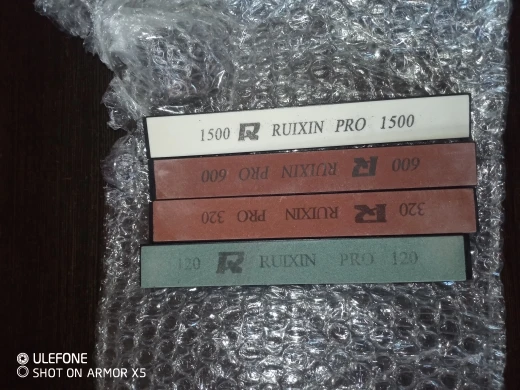 1500 R RUIXIN PRO 1500
600 R RUIXIN PRO 600
320 R RUIXIN PRO 320
120 R RUIXIN PRO 120
ULEFONE
SHOT ON ARMOR X5